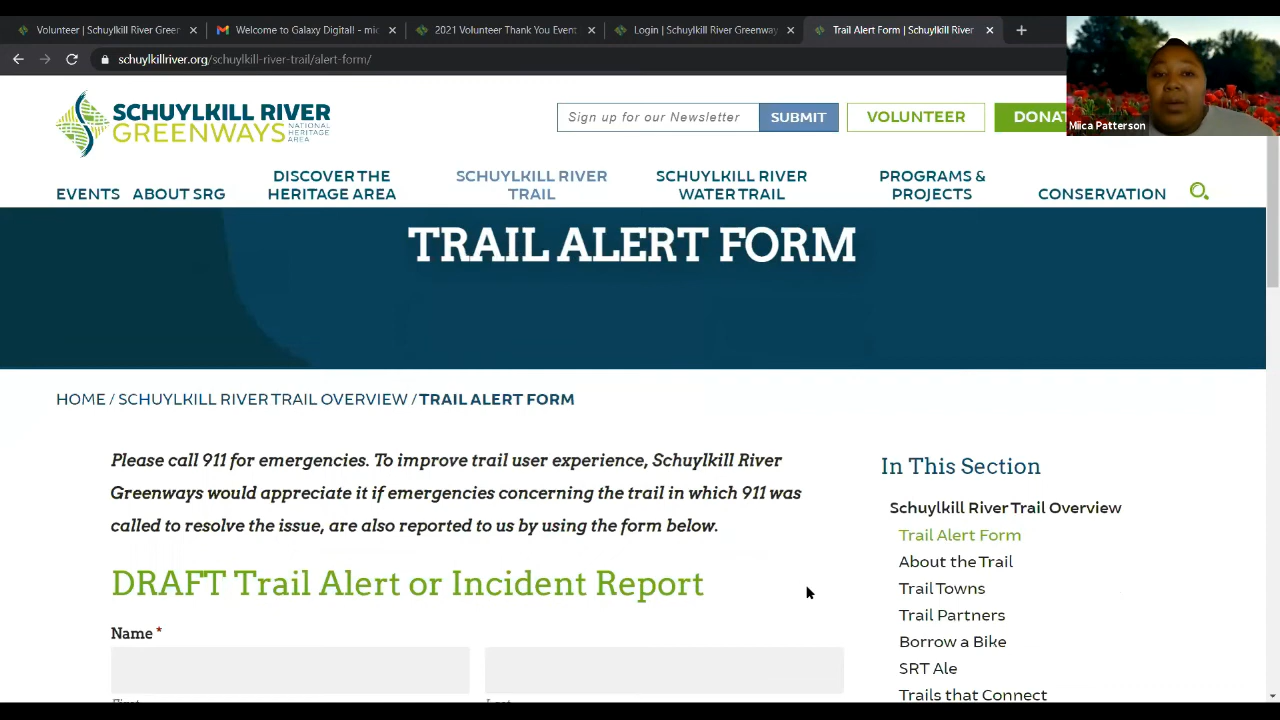 Volunteer | Schuylkill River Green
Welcome to Galaxy Digital! - mi
2021 Volunteer Thank You Event
Login | Schuylkill River Greenway
Trail Alert Form | Schuylkill River
schuylkillriver.org/schuylkill-river-trail/alert-form/
Miica Patterson
SCHUYLKILL RIVER
GREENWAYS NATIONAL HERITAGE AREA
Sign up for our Newsletter
SUBMIT
VOLUNTEER
DONAT
EVENTS
ABOUT SRG
DISCOVER THE
HERITAGE AREA
SCHUYLKILL RIVER
TRAIL
SCHUYLKILL RIVER
WATER TRAIL
PROGRAMS &
PROJECTS
CONSERVATION
TRAIL ALERT FORM
HOME / SCHUYLKILL RIVER TRAIL OVERVIEW / TRAIL ALERT FORM
Please call 911 for emergencies. To improve trail user experience, Schuylkill River
Greenways would appreciate it if emergencies concerning the trail in which 911 was
called to resolve the issue, are also reported to us by using the form below.
DRAFT Trail Alert or Incident Report
Name *
In This Section
Schuylkill River Trail Overview
Trail Alert Form
About the Trail
Trail Towns
Trail Partners
Borrow a Bike
SRT Ale
Trails that Connect